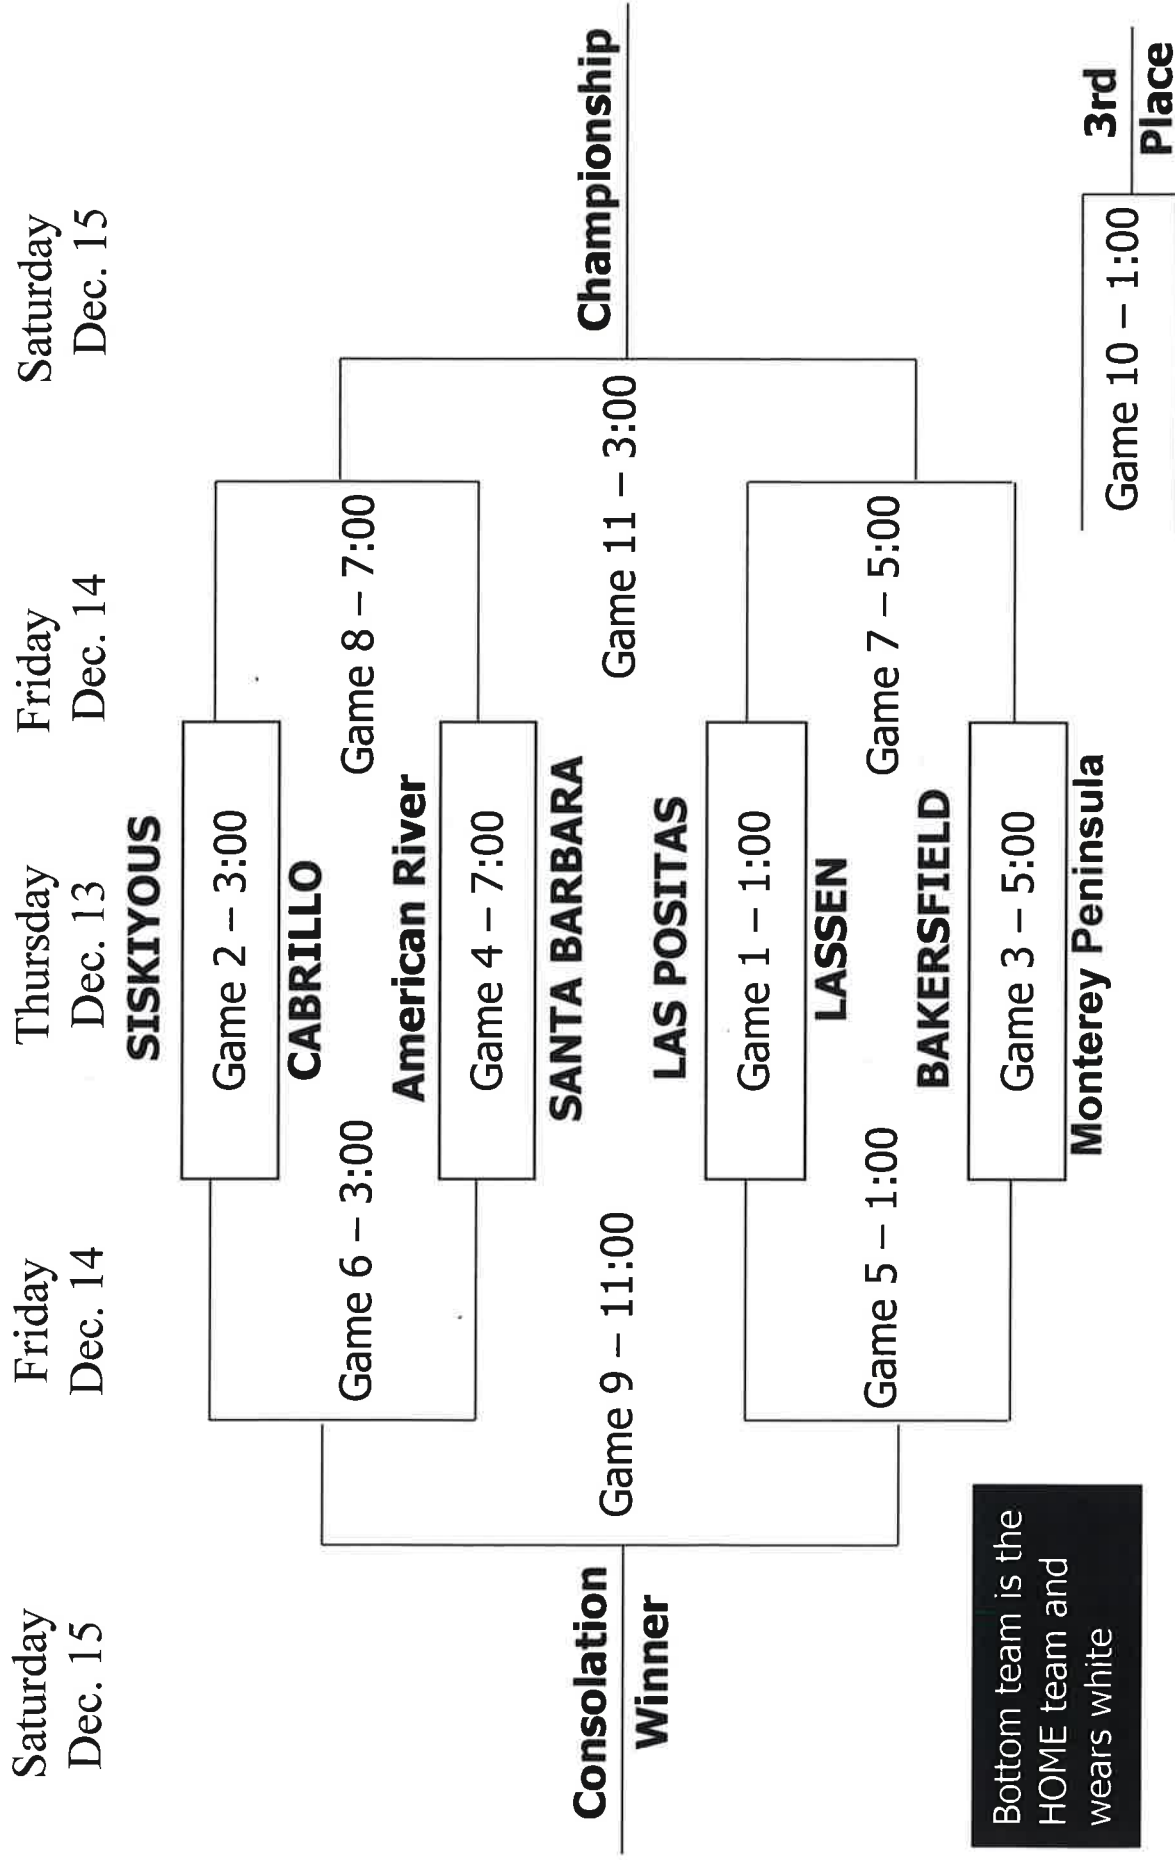 Saturday
Dec. 15
Friday
Dec. 14
Thursday
Dec. 13
Friday
Dec. 14
Saturday
Dec. 15
SISKIYOUS
Game 2 – 3:00
CABRILLO
Game 6 – 3:00
Game 8 – 7:00
American River
Game 4 – 7:00
SANTA BARBARA
Consolation
Winner
Game 9 – 11:00
Game 11 – 3:00
Championship
LAS POSITAS
Game 1 – 1:00
LASSEN
Game 5 – 1:00
Game 7 – 5:00
BAKERSFIELD
Game 3 – 5:00
Monterey Peninsula
Bottom team is the
HOME team and
wears white
Game 10 – 1:00
3rd
Place